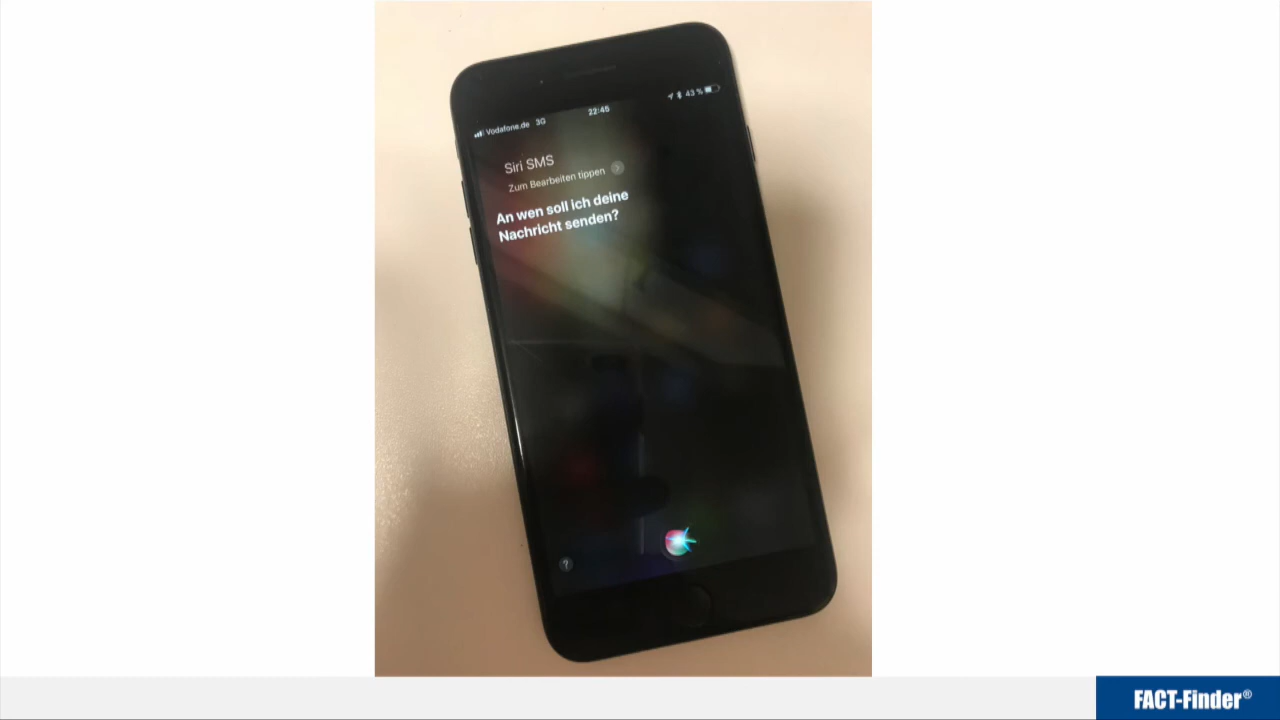 Vodafone.de 3G 22:45 43 %
Siri SMS
Zum Bearbeiten tippen
An wen soll ich deine
Nachricht senden?
?
FACT-Finder®